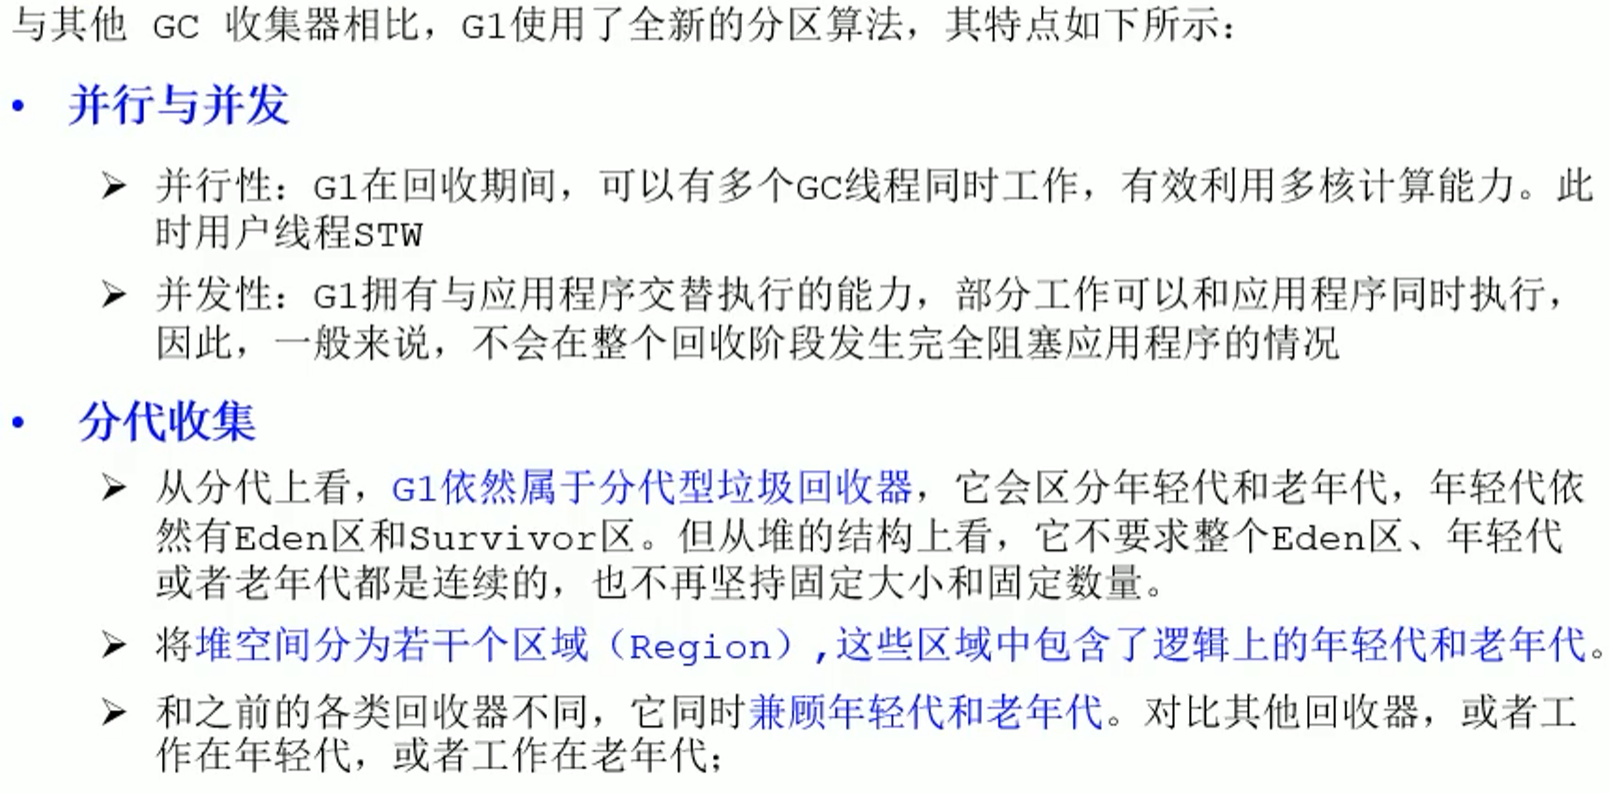 与其他 GC 收集器相比，G1使用了全新的分区算法，其特点如下所示：
• 并行与并发
➢ 并行性：G1在回收期间，可以有多个GC线程同时工作，有效利用多核计算能力。此
时用户线程STW
➢ 并发性：G1拥有与应用程序交替执行的能力，部分工作可以和应用程序同时执行，
因此，一般来说，不会在整个回收阶段发生完全阻塞应用程序的情况
• 分代收集
➢ 从分代上看，G1依然属于分代型垃圾回收器，它会区分年轻代和老年代，年轻代依
然有Eden区和Survivor区。但从堆的结构上看，它不要求整个Eden区、年轻代
或者老年代都是连续的，也不再坚持固定大小和固定数量。
➢ 将堆空间分为若干个区域（Region）,这些区域中包含了逻辑上的年轻代和老年代。
➢ 和之前的各类回收器不同，它同时兼顾年轻代和老年代。对比其他回收器，或者工
作在年轻代，或者工作在老年代；